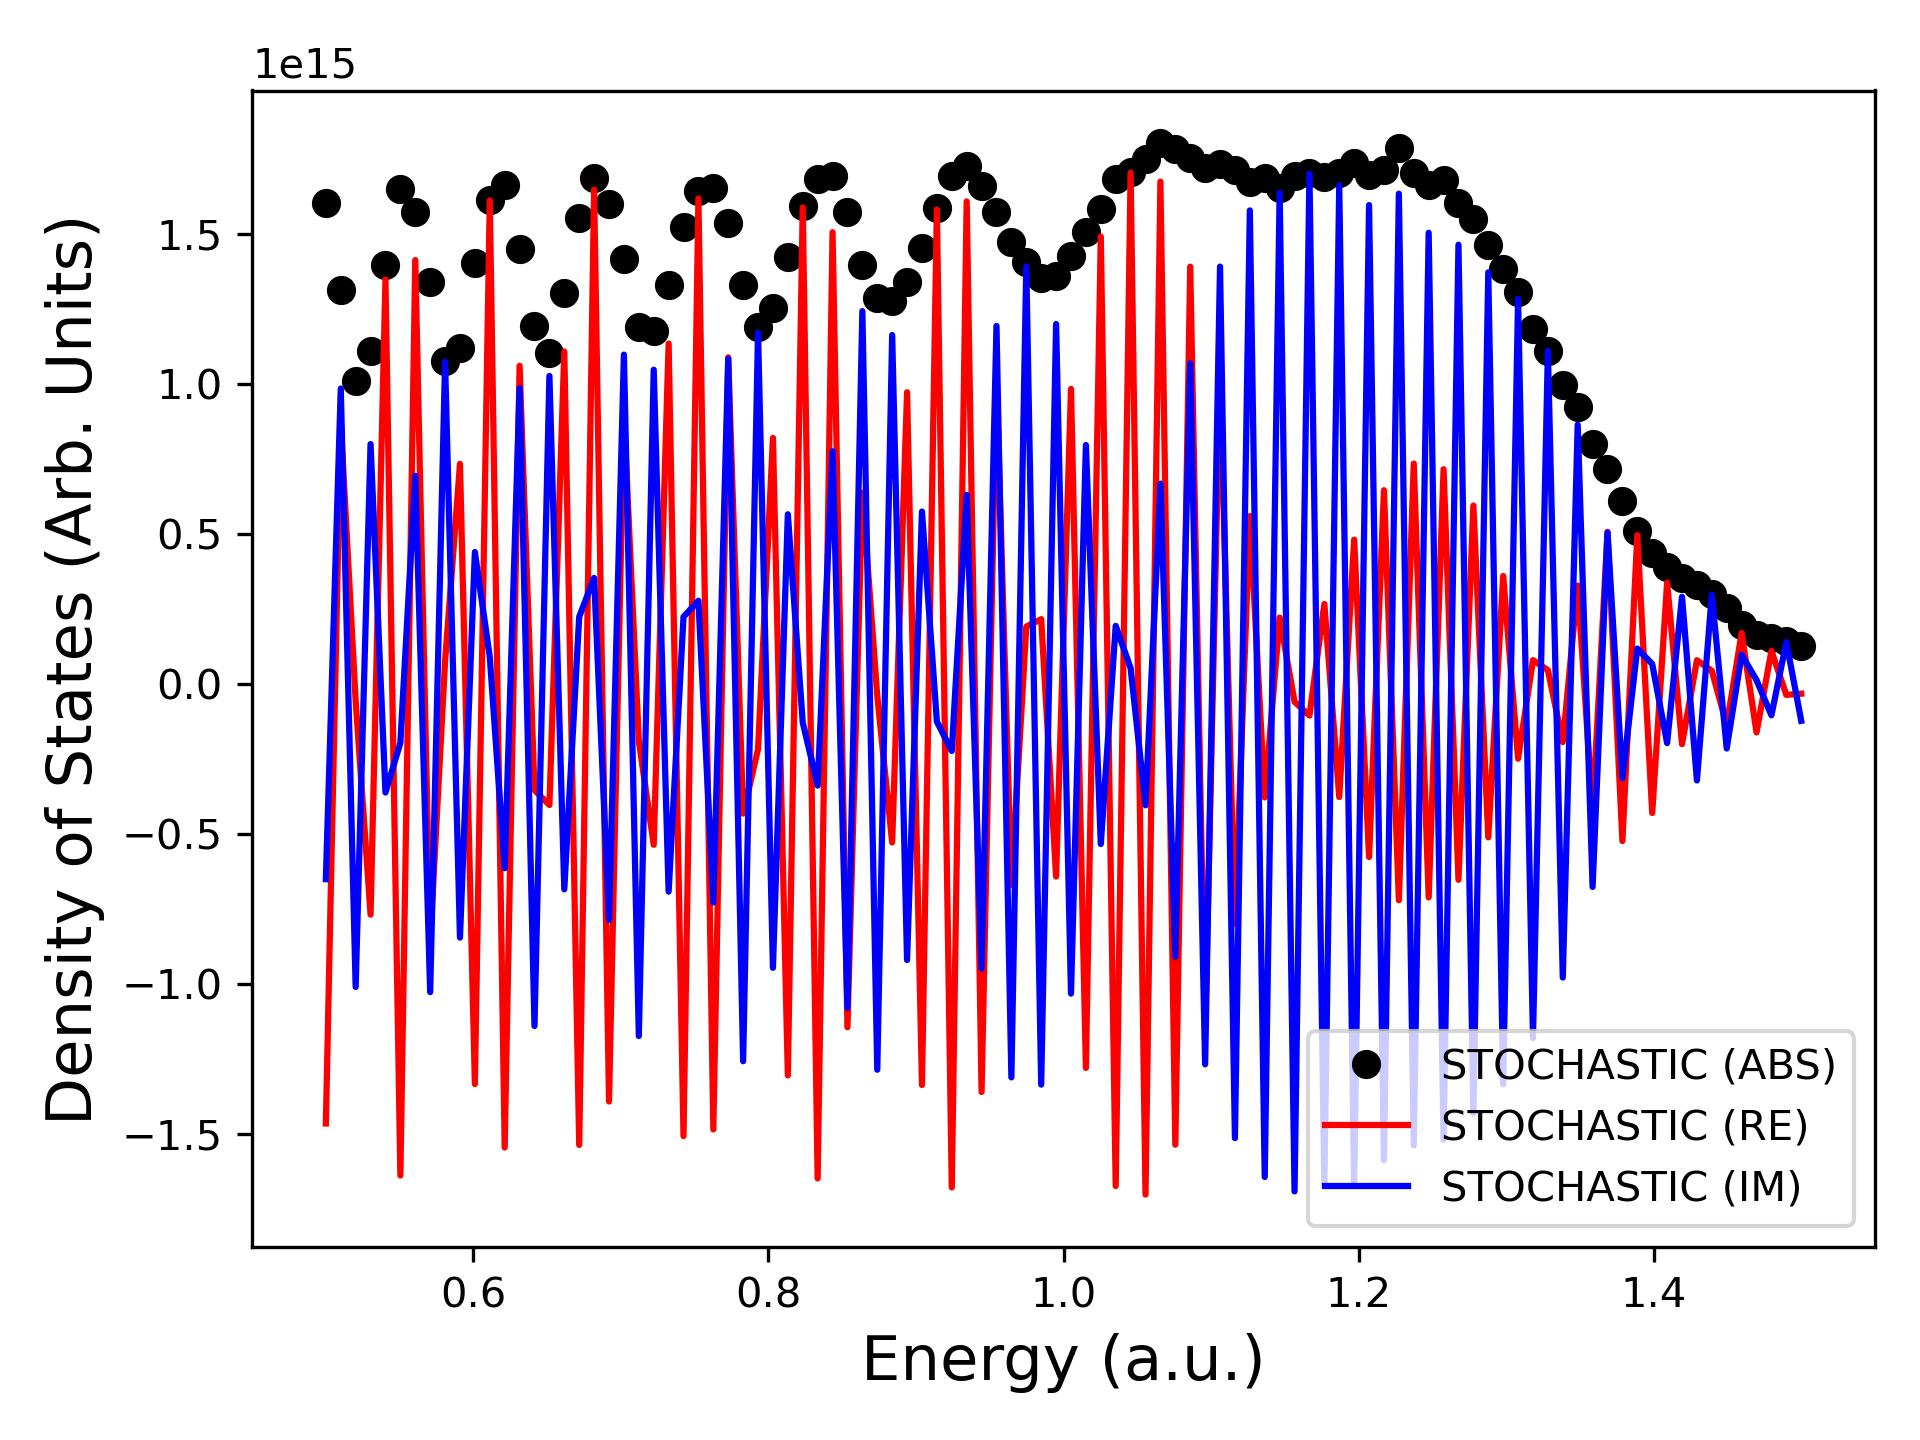 1e15
Density of States (Arb. Units)
1.5
1.0
0.5
0.0
−0.5
−1.0
−1.5
STOCHASTIC (ABS)
STOCHASTIC (RE)
STOCHASTIC (IM)
0.6 0.8 1.0 1.2 1.4
Energy (a.u.)